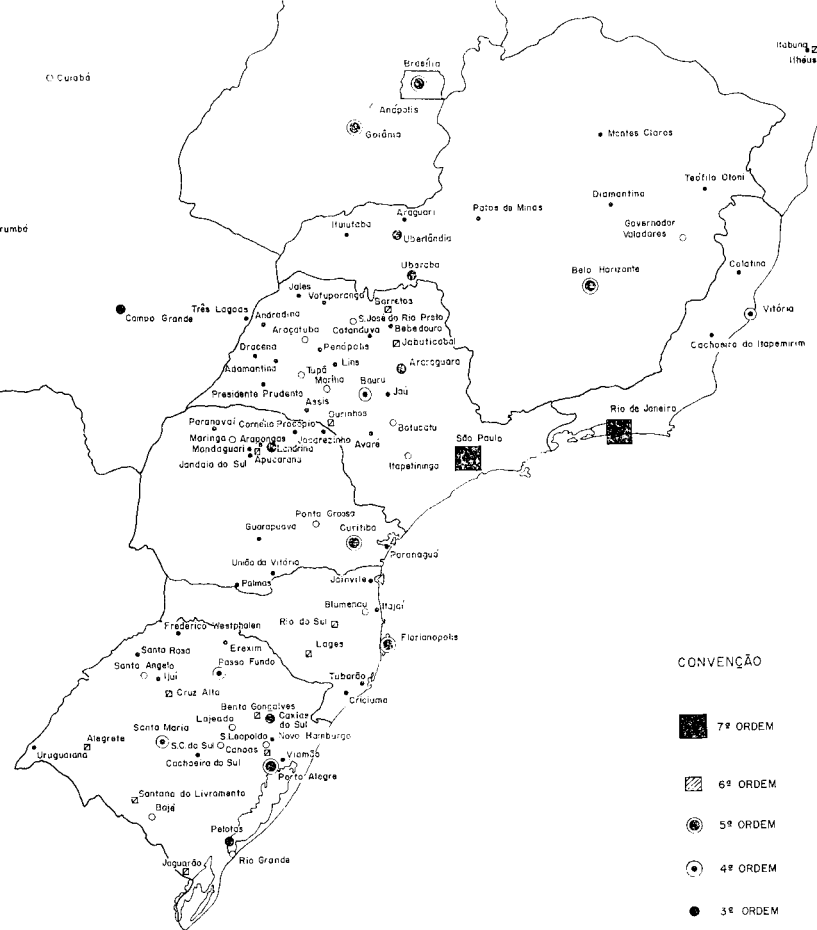 Brasília
Itabuna
Ilhéus
Curabá
Anápolis
Goiânia
Montes Claros
Teófilo Otoni
Diamantina
Araguari
Patos de Minas
Governador
Valadares
rumbá
Ituiutaba
Uberlândia
Colatina
Uberaba
Belo Horizonte
Jales
Votuporanga
Barretos
Três Lagoas
Andradina
S. José do Rio Preto
Vitória
Campo Grande
Araçatuba
Catanduva
Bebedouro
Cachoeiro do Itapemirim
Dracena
Penápolis
Jaboticabal
Adamantina
Lins
Araraquara
Tupã
Marília
Bauru
Presidente Prudente
Jaú
Assis
Rio de Janeiro
Ourinhos
Paranavaí
Cornélio Procópio
Botucatu
Maringa
Arapongas
Jacarezinho
Avaré
São Paulo
Mandaguari
Londrina
Jandaia do Sul
Apucarana
Itapetininga
Ponta Grossa
Guarapuava
Curitiba
Paranaguá
União da Vitória
Palmas
Joinvile
Blumenau
Itajaí
Rio do Sul
Frederico Westphalen
Florianopolis
Santa Rosa
Erexim
Lages
Santo Angelo
Passo Fundo
CONVENÇÃO
Ijuí
Tubarão
Cruz Alta
Criciuma
Bento Gonçalves
Caxias
do Sul
Lajeado
7ª ORDEM
Santa Maria
S. Leopoldo
Novo Hamburgo
Alegrete
S.C. do Sul
Canoas
Uruguaiana
Viamão
Cachoeira do Sul
Porto Alegre
6ª ORDEM
Santana do Livramento
Bajé
5ª ORDEM
Pelotas
Jaguarão
Rio Grande
4ª ORDEM
3ª ORDEM